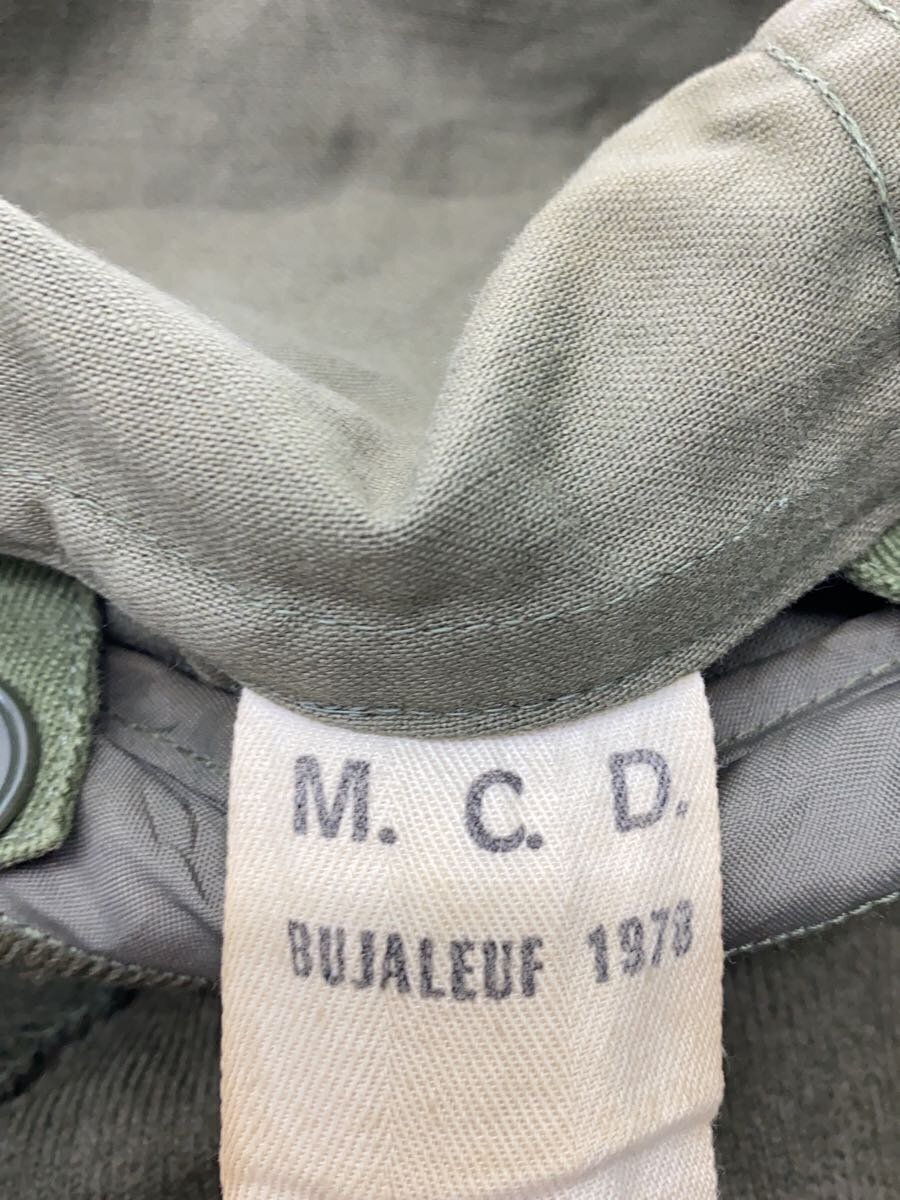 M. C. D.
BUJALEUF 1978